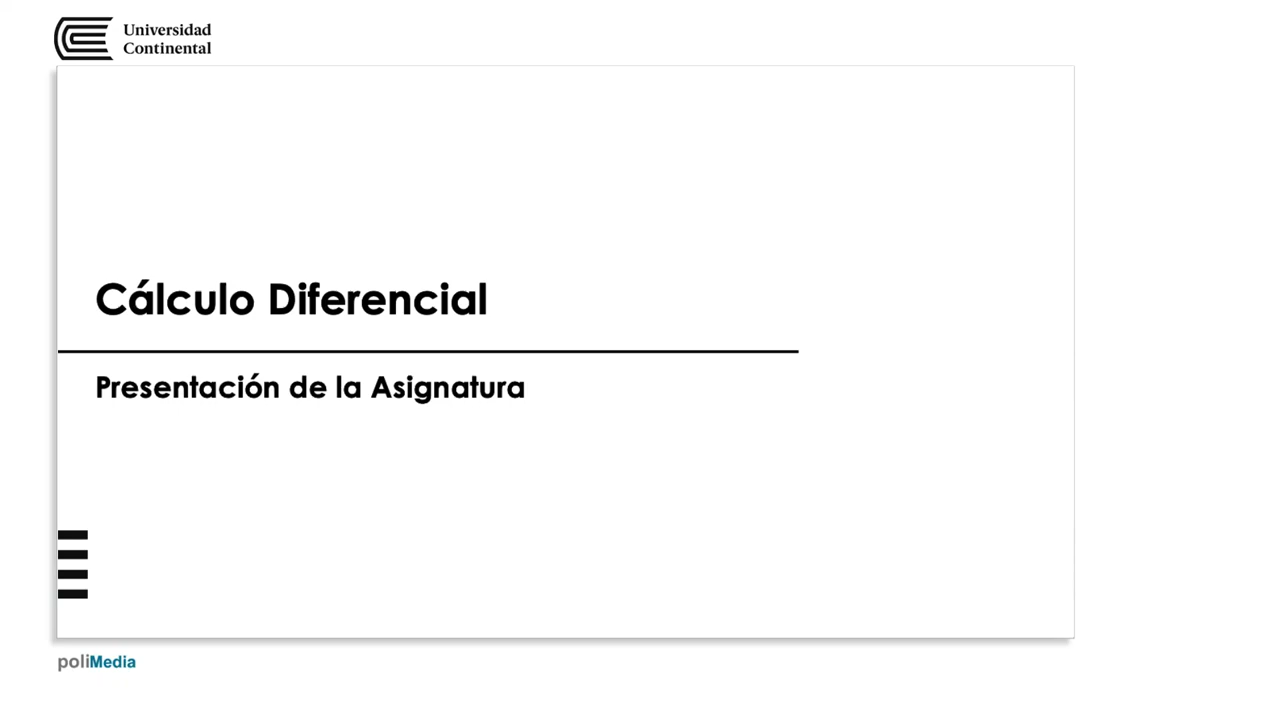 Universidad
Continental
Cálculo Diferencial
Presentación de la Asignatura
poliMedia